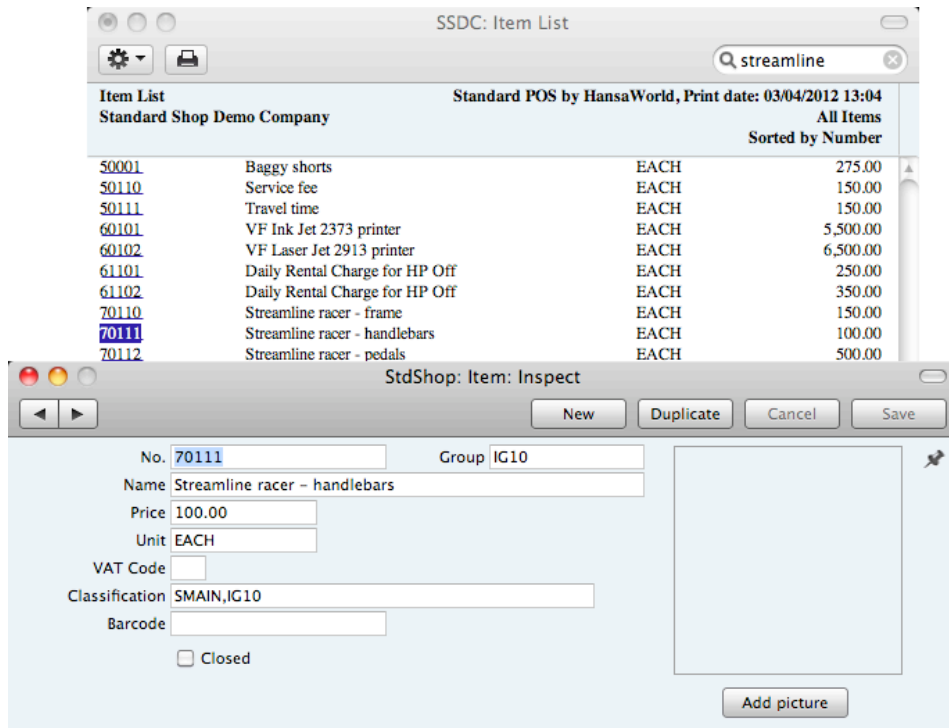 SSDC: Item List
streamline
Item List Standard POS by HansaWorld, Print date: 03/04/2012 13:04
Standard Shop Demo Company All Items
Sorted by Number
50001 Baggy shorts EACH 275.00
50110 Service fee EACH 150.00
50111 Travel time EACH 150.00
60101 VF Ink Jet 2373 printer EACH 5,500.00
60102 VF Laser Jet 2913 printer EACH 6,500.00
61101 Daily Rental Charge for HP Off EACH 250.00
61102 Daily Rental Charge for HP Off EACH 350.00
70110 Streamline racer - frame EACH 150.00
70111 Streamline racer - handlebars EACH 100.00
70112 Streamline racer - pedals EACH 500.00
StdShop: Item: Inspect
New Duplicate Cancel Save
No. 70111 Group IG10
Name Streamline racer - handlebars
Price 100.00
Unit EACH
VAT Code
Classification SMAIN,IG10
Barcode
Closed
Add picture